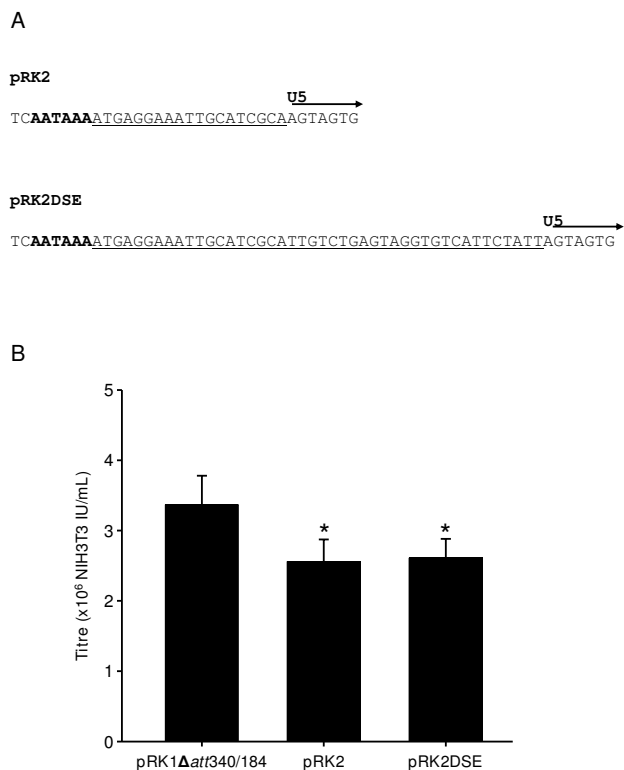 A
pRK2
U5
TCAATAAAATGAGGAAATTGCATCGCAAGTAGTG
pRK2DSE
U5
TCAATAAAATGAGGAAATTGCATCGCATTGTCTGAGTAGGTGTCATTCTATTAGTAGTG
B
Titre (x10⁶ NIH3T3 IU/mL)
5
4
3
2
1
0
* *
pRK1Δatt340/184 pRK2 pRK2DSE